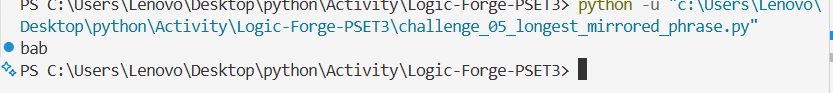 PS C:\Users\Lenovo\Desktop\python\Activity\Logic-Forge-PSET3> python -u "c:\Users\Lenovo\
Desktop\python\Activity\Logic-Forge-PSET3\challenge_05_longest_mirrored_phrase.py"
bab
PS C:\Users\Lenovo\Desktop\python\Activity\Logic-Forge-PSET3>